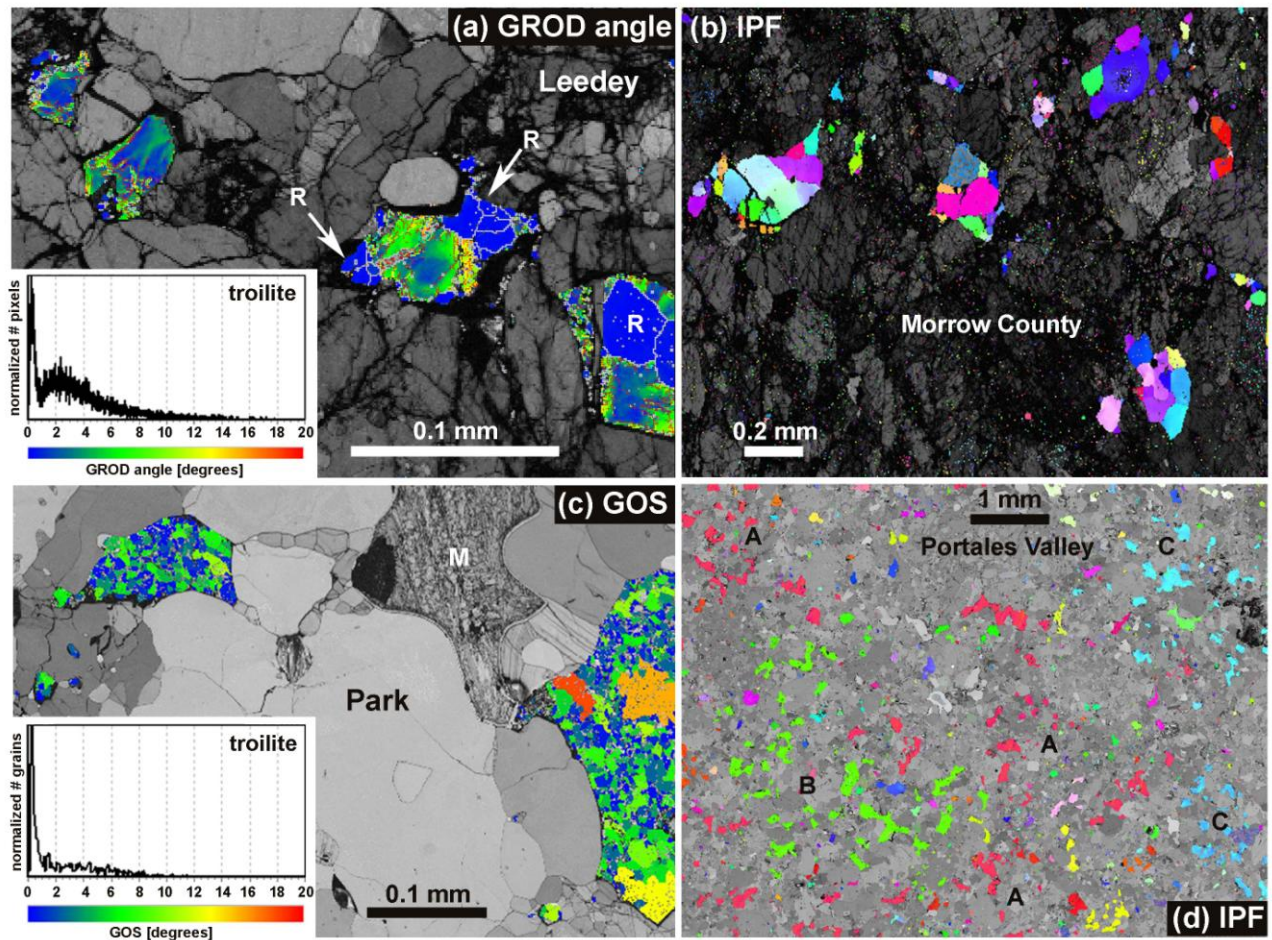 (a) GROD angle
Leedey
R
R
R
troilite
normalized # pixels
0 2 4 6 8 10 12 14 16 18 20
GROD angle [degrees]
0.1 mm
(b) IPF
Morrow County
0.2 mm
(c) GOS
M
Park
troilite
normalized # grains
0 2 4 6 8 10 12 14 16 18 20
GOS [degrees]
0.1 mm
1 mm
A
Portales Valley
C
A
B
C
A
(d) IPF